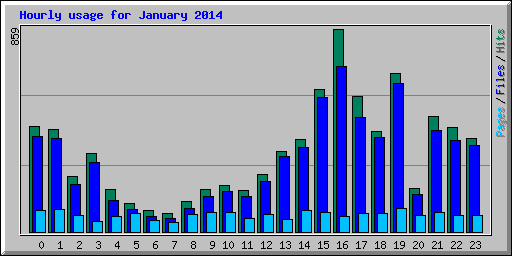 Hourly usage for January 2014
859
Pages/Files/Hits
0 1 2 3 4 5 6 7 8 9 10 11 12 13 14 15 16 17 18 19 20 21 22 23